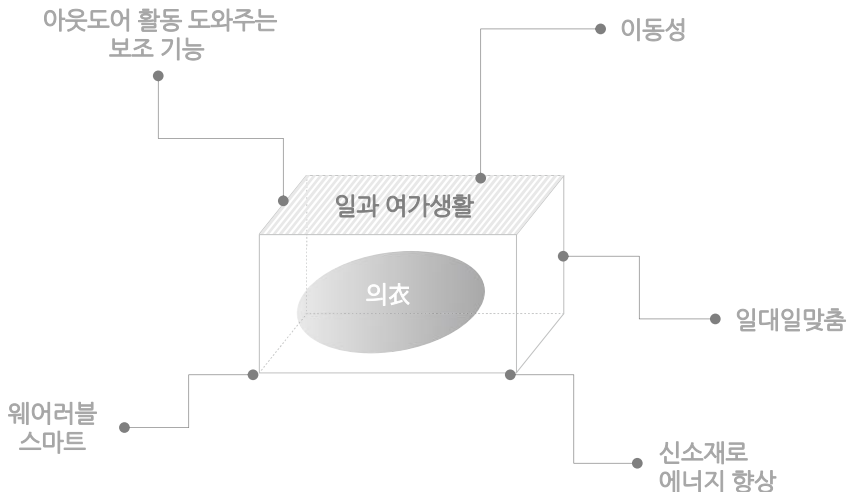 아웃도어 활동 도와주는
보조 기능
이동성
일과 여가생활
의衣
일대일맞춤
웨어러블
스마트
신소재로
에너지 향상